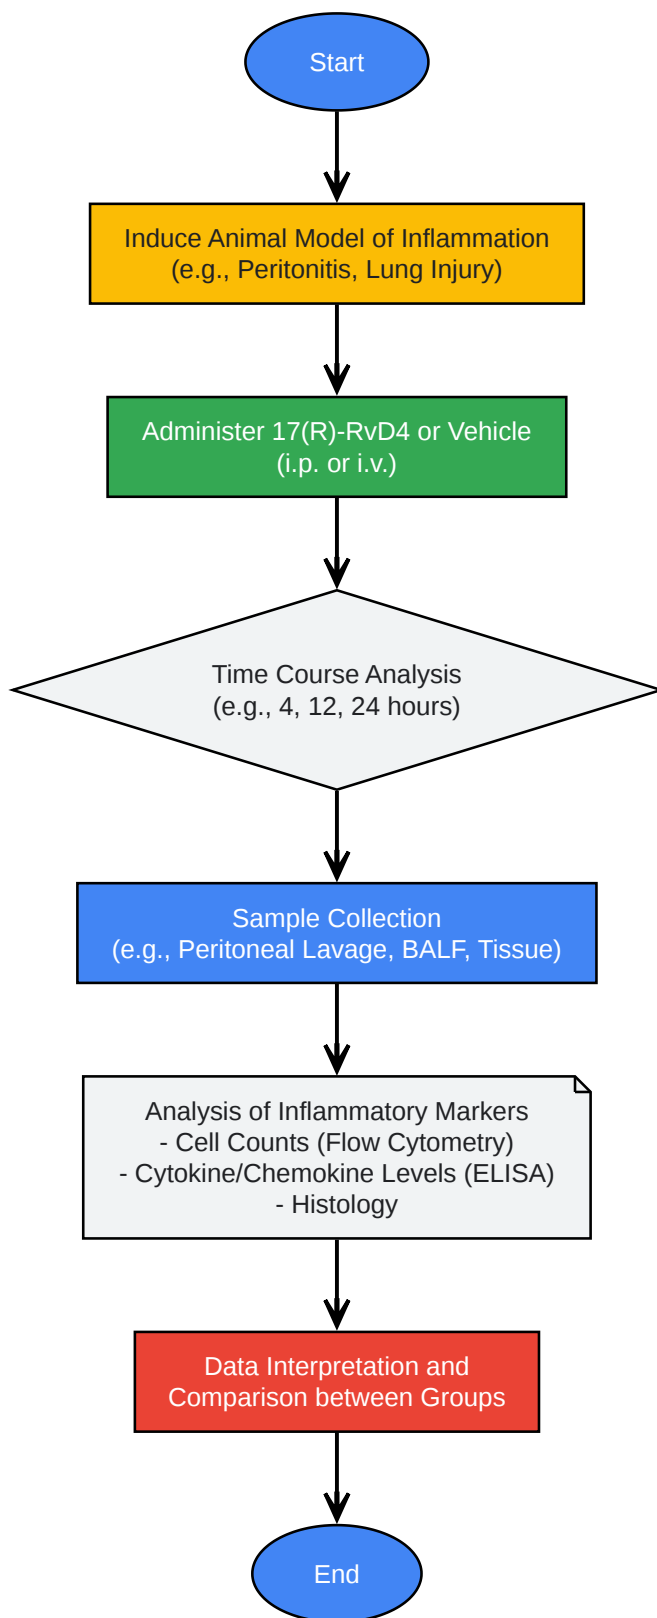 Start
Induce Animal Model of Inflammation
(e.g., Peritonitis, Lung Injury)
Administer 17(R)-RvD4 or Vehicle
(i.p. or i.v.)
Time Course Analysis
(e.g., 4, 12, 24 hours)
Sample Collection
(e.g., Peritoneal Lavage, BALF, Tissue)
Analysis of Inflammatory Markers
- Cell Counts (Flow Cytometry)
- Cytokine/Chemokine Levels (ELISA)
- Histology
Data Interpretation and
Comparison between Groups
End